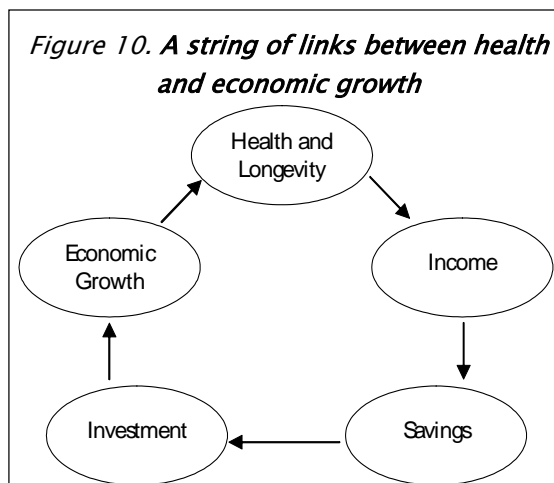 Figure 10. A string of links between health
and economic growth
Health and
Longevity
Economic
Growth
Income
Investment
Savings